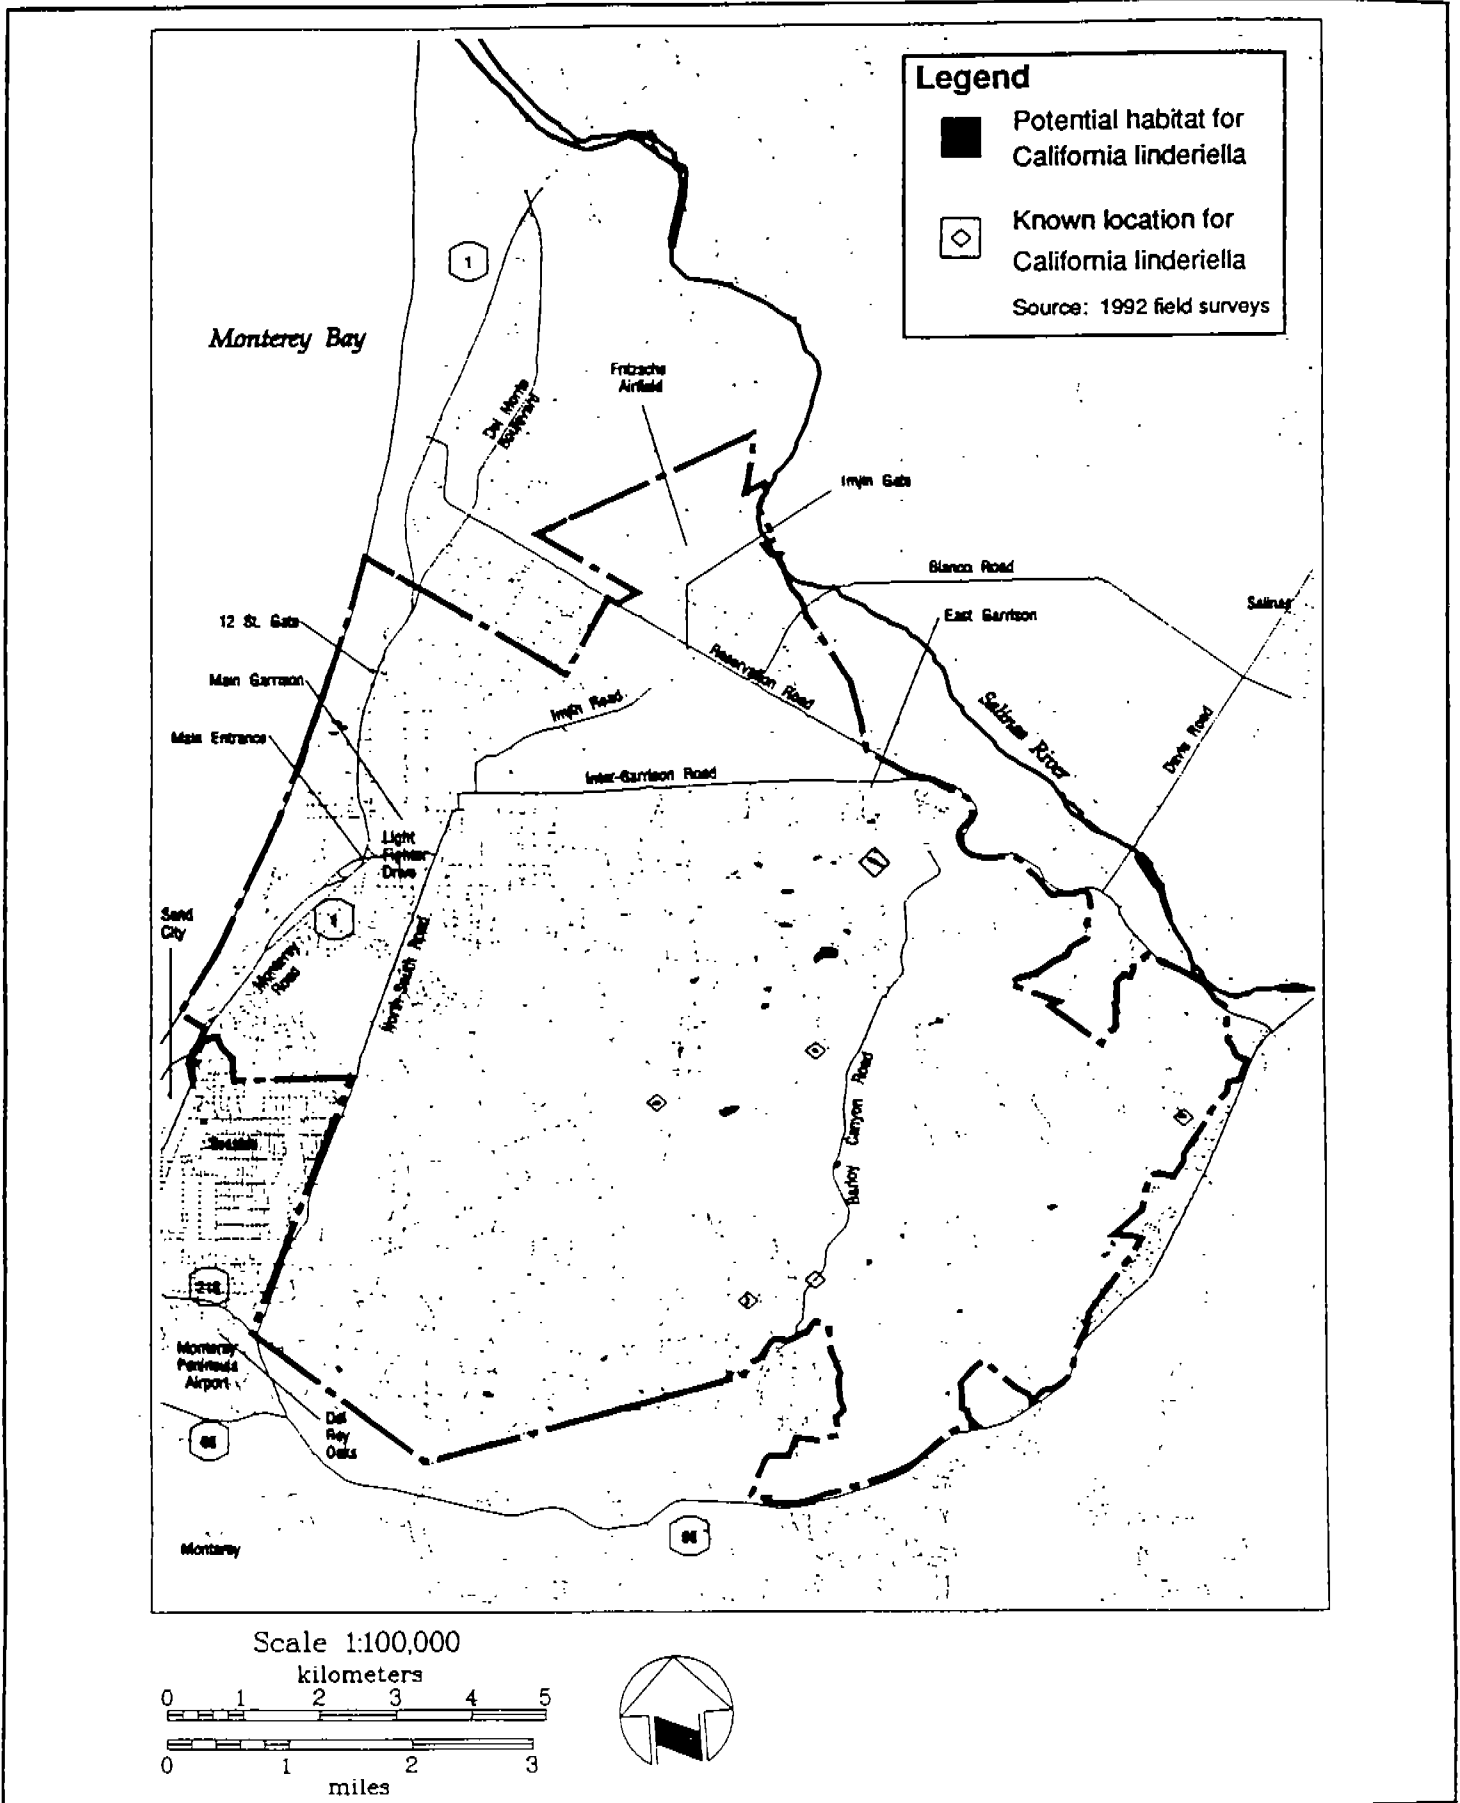 Legend
Potential habitat for
California linderiella
Known location for
California linderiella
Source: 1992 field surveys
1
Monterey Bay
Fritzsche
Airfield
Del Monte
Boulevard
Imjin Gate
Blanco Road
12 St. Gate
East Garrison
Salinas
Main Garrison
Reservation Road
Imjin Road
Salinas River
Davis Road
Main Entrance
Inter-Garrison Road
Light
Fighter
Drive
Sand
City
1
Monterey
Road
North-South Road
Barloy Canyon Road
Seaside
218
Monterey
Peninsula
Airport
Del
Rey
Oaks
68
68
Monterey
Scale 1:100,000
kilometers
0 1 2 3 4 5
0 1 2 3
miles